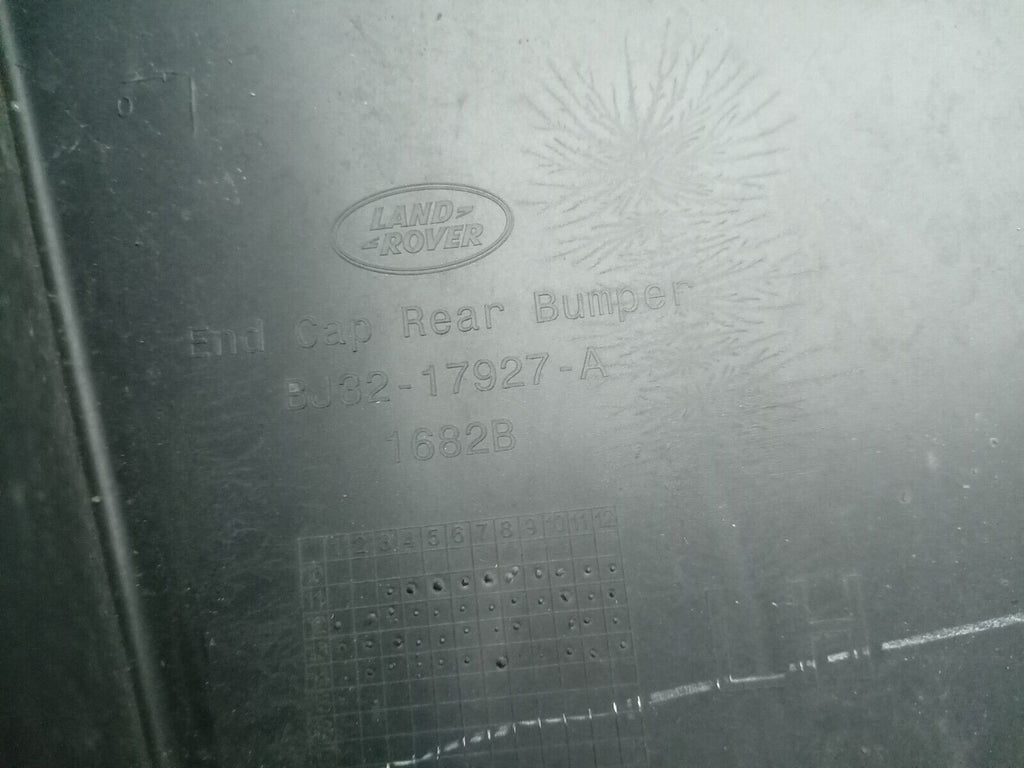 LAND-
-ROVER
End Cap Rear Bumper
BJ32-17927-A
1682B
1 2 3 4 5 6 7 8 9 10 11 12